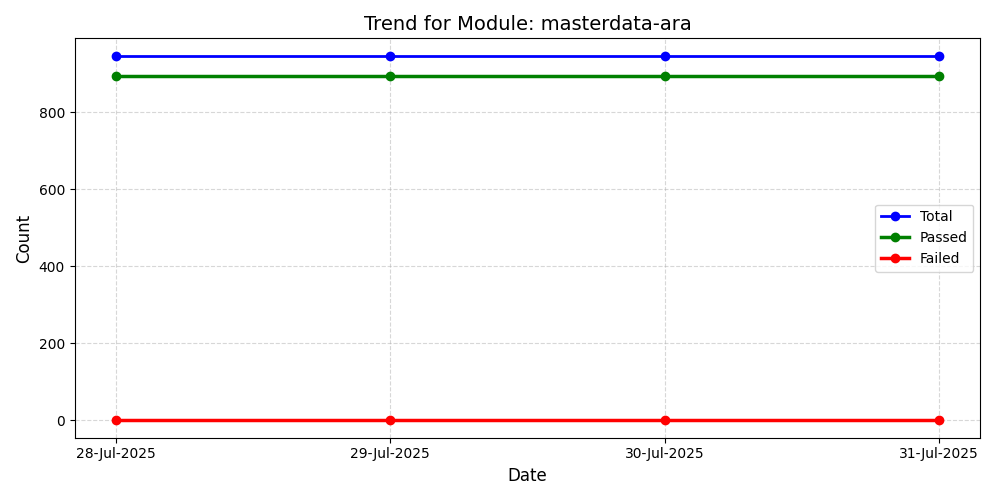 Trend for Module: masterdata-ara
Count
800
600
400
200
0
Total
Passed
Failed
28-Jul-2025
29-Jul-2025
30-Jul-2025
31-Jul-2025
Date